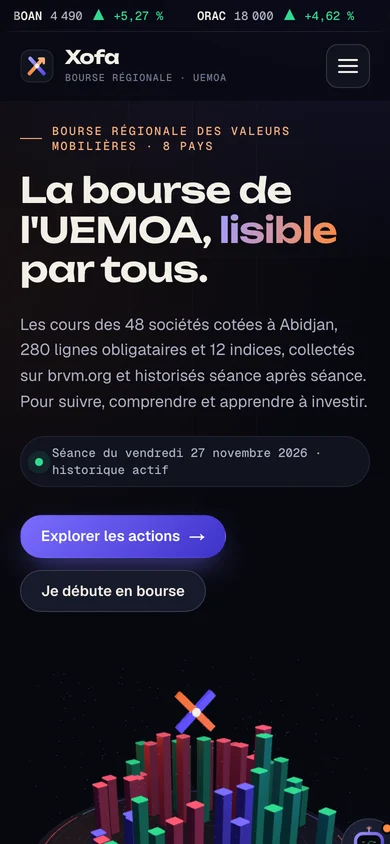 BOAN 4 490 ▲ +5,27 % ORAC 18 000 ▲ +4,62 %
Xofa
BOURSE RÉGIONALE · UEMOA
BOURSE RÉGIONALE DES VALEURS
MOBILIÈRES · 8 PAYS
La bourse de
l'UEMOA, lisible
par tous.
Les cours des 48 sociétés cotées à Abidjan,
280 lignes obligataires et 12 indices, collectés
sur brvm.org et historisés séance après séance.
Pour suivre, comprendre et apprendre à investir.
Séance du vendredi 27 novembre 2026 ·
historique actif
Explorer les actions →
Je débute en bourse